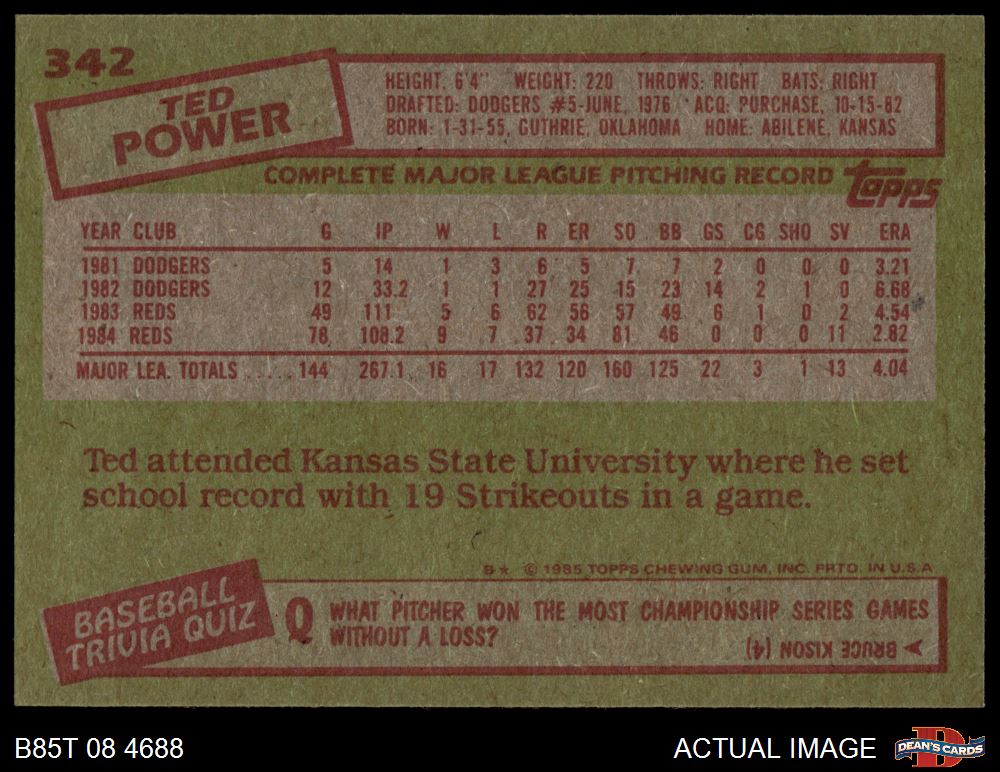 342
TED
POWER
HEIGHT: 6'4" WEIGHT: 220 THROWS: RIGHT BATS: RIGHT
DRAFTED: DODGERS #5-JUNE, 1976 * ACQ: PURCHASE, 10-15-82
BORN: 1-31-55, GUTHRIE, OKLAHOMA HOME: ABILENE, KANSAS
COMPLETE MAJOR LEAGUE PITCHING RECORD topps
YEAR CLUB G IP W L R ER SO BB GS CG SHO SV ERA
1981 DODGERS 5 14 1 3 6 5 7 7 2 0 0 0 3.21
1982 DODGERS 12 33.2 1 1 27 25 15 23 14 2 1 0 6.68
1983 REDS 49 111 5 6 62 56 57 49 6 1 0 2 4.54
1984 REDS 78 108.2 9 7 37 34 81 46 0 0 0 11 2.82
MAJOR LEA. TOTALS ..... 144 267.1 16 17 132 120 160 125 22 3 1 13 4.04
Ted attended Kansas State University where he set
school record with 19 Strikeouts in a game.
B* © 1985 TOPPS CHEWING GUM, INC. PRTD. IN U.S.A
BASEBALL
TRIVIA QUIZ
Q WHAT PITCHER WON THE MOST CHAMPIONSHIP SERIES GAMES
WITHOUT A LOSS?
BRUCE KISON (4)
B85T 08 4688
ACTUAL IMAGE
D
DEAN'S CARDS